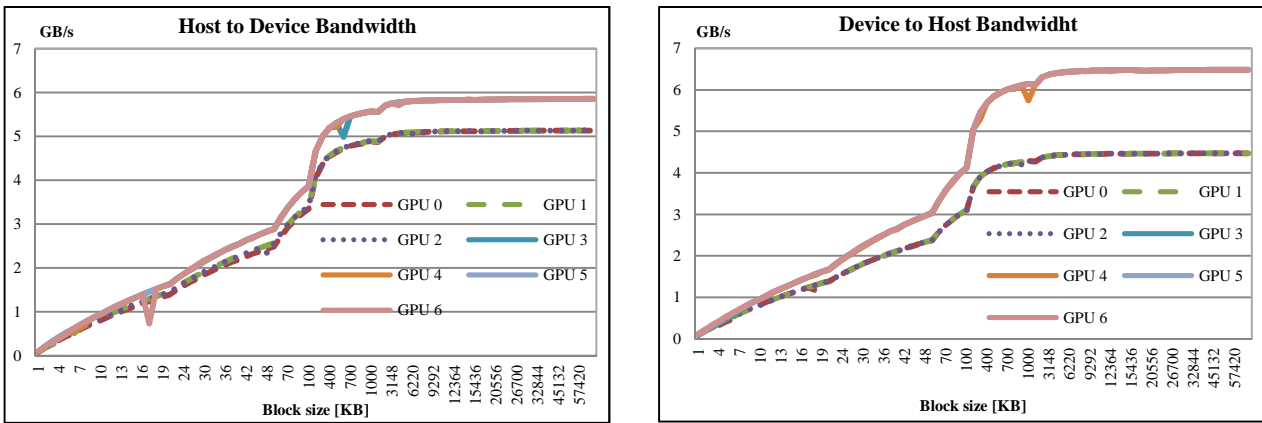 Host to Device Bandwidth
GB/s
7
6
5
4
3
2
1
0
GPU 0 GPU 1
GPU 2 GPU 3
GPU 4 GPU 5
GPU 6
1 4 7 10 13 16 19 24 30 36 42 48 70 100 400 700 1000 3148 6220 9292 12364 15436 20556 26700 32844 45132 57420
Block size [KB]
Device to Host Bandwidht
GB/s
7
6
5
4
3
2
1
0
GPU 0 GPU 1
GPU 2 GPU 3
GPU 4 GPU 5
GPU 6
1 4 7 10 13 16 19 24 30 36 42 48 70 100 400 700 1000 3148 6220 9292 12364 15436 20556 26700 32844 45132 57420
Block size [KB]